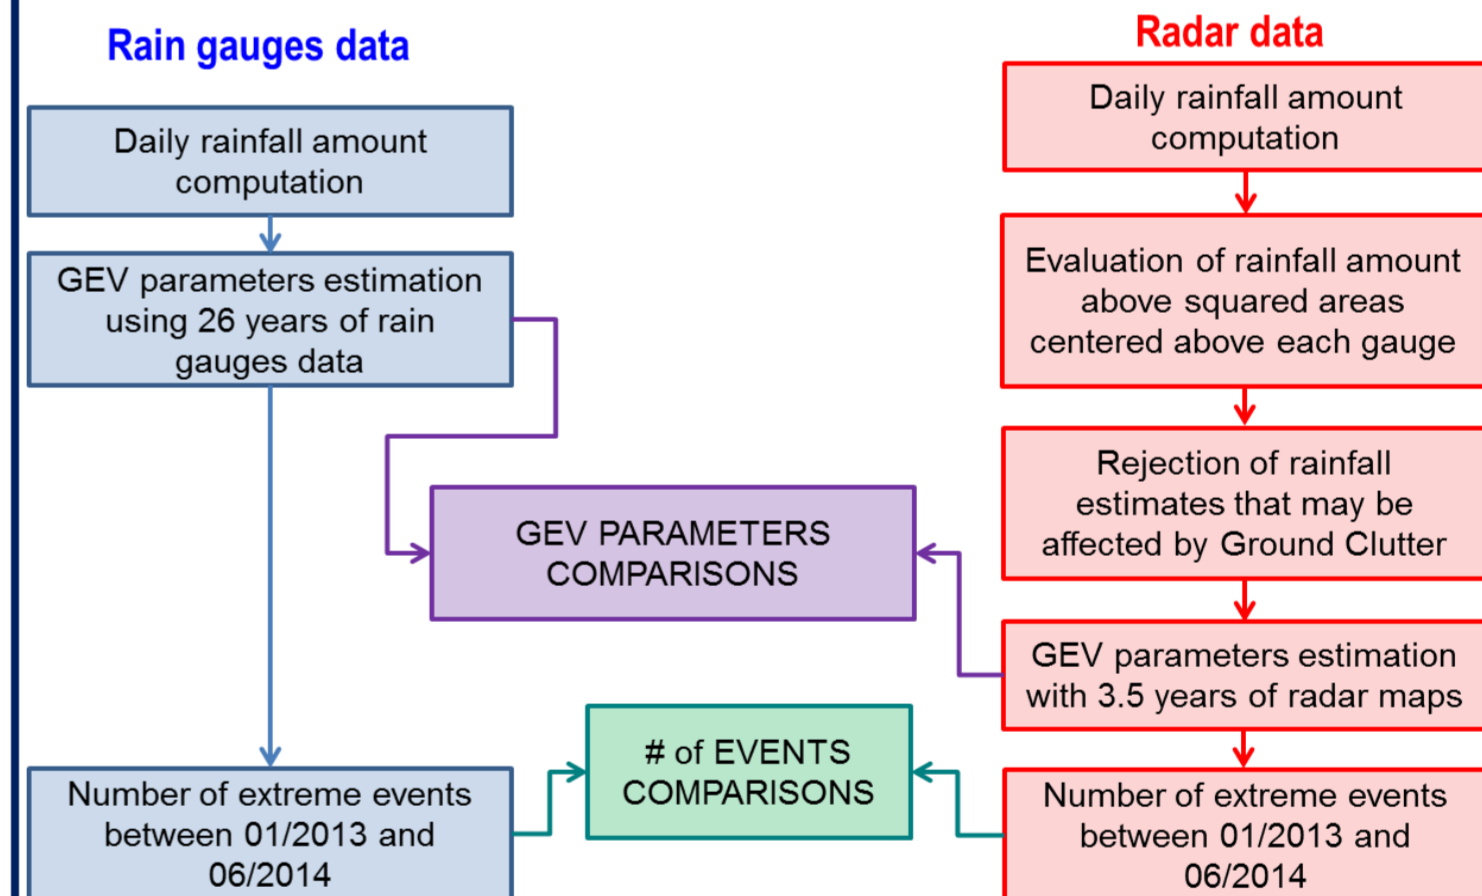 Rain gauges data
Daily rainfall amount
computation
GEV parameters estimation
using 26 years of rain
gauges data
Number of extreme events
between 01/2013 and
06/2014
GEV PARAMETERS
COMPARISONS
# of EVENTS
COMPARISONS
Radar data
Daily rainfall amount
computation
Evaluation of rainfall amount
above squared areas
centered above each gauge
Rejection of rainfall
estimates that may be
affected by Ground Clutter
GEV parameters estimation
with 3.5 years of radar maps
Number of extreme events
between 01/2013 and
06/2014